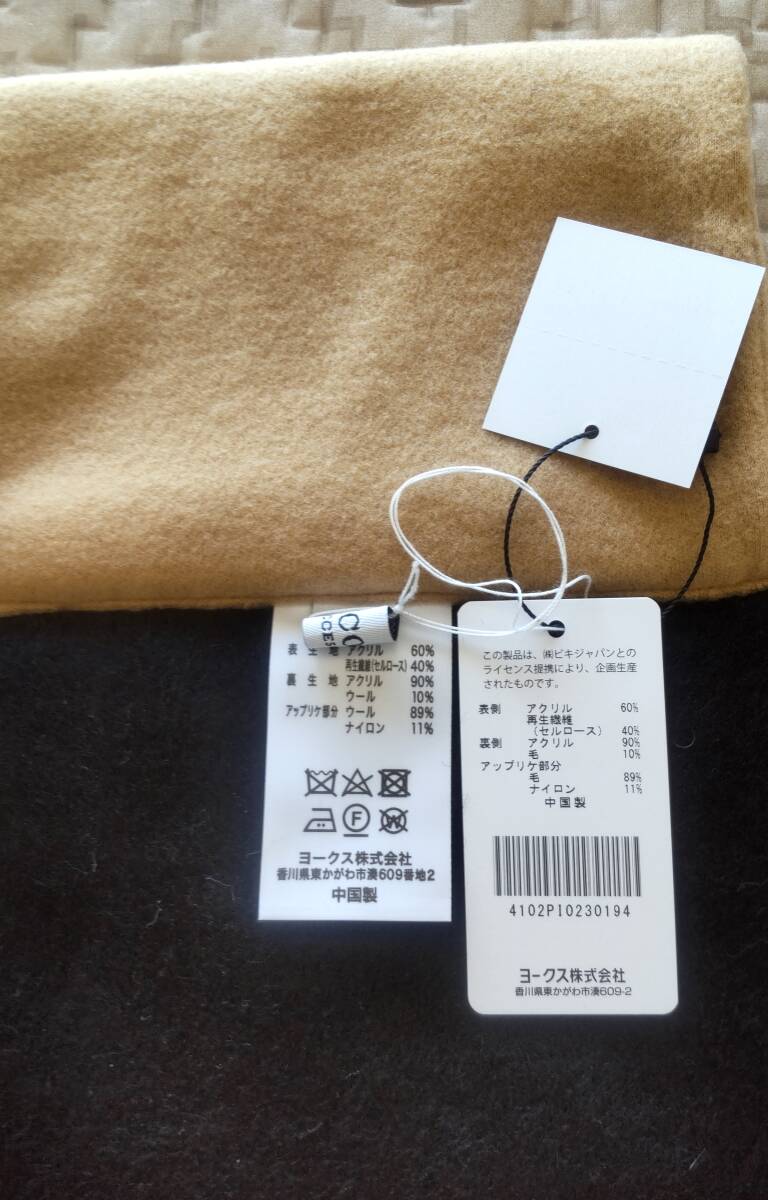 表生地 アクリル 60%
再生繊維(セルロース) 40%
裏生地 アクリル 90%
ウール 10%
アップリケ部分 ウール 89%
ナイロン 11%
F
W
ヨークス株式会社
香川県東かがわ市湊609番地2
中国製
この製品は、㈱ビキジャパンとの
ライセンス提携により、企画生産
されたものです。
表側 アクリル 60%
再生繊維
(セルロース) 40%
裏側 アクリル 90%
毛 10%
アップリケ部分
毛 89%
ナイロン 11%
中国製
4102P10230194
ヨークス株式会社
香川県東かがわ市湊609-2